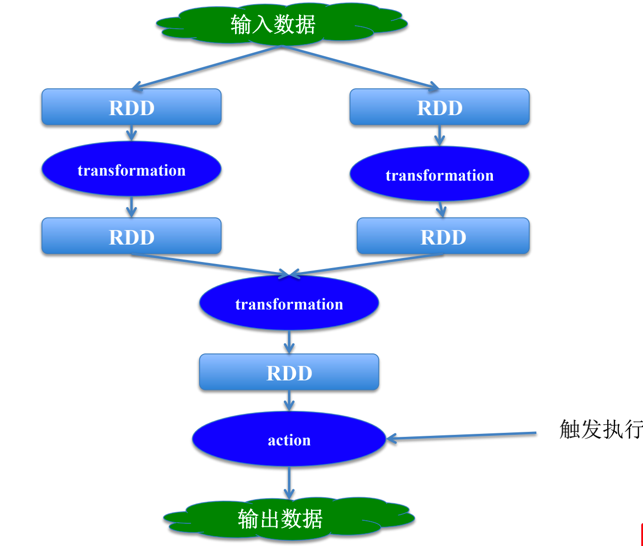 输入数据
RDD
RDD
transformation
transformation
RDD
RDD
transformation
RDD
action
触发执行
输出数据